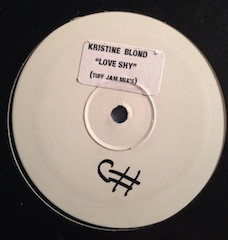 KRISTINE BLOND
"LOVE SHY"
(TUFF JAM MIX'S)